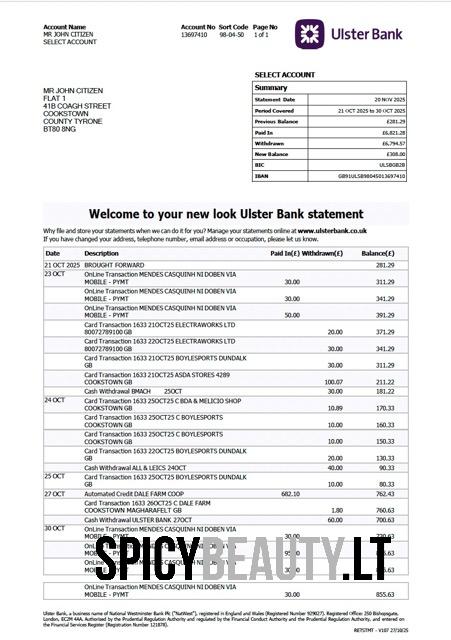 Account Name
MR JOHN CITIZEN
SELECT ACCOUNT
Account No Sort Code Page No
13697410 98-04-50 1 of 1
Ulster Bank
MR JOHN CITIZEN
FLAT 1
41B COAGH STREET
COOKSTOWN
COUNTY TYRONE
BT80 8NG
SELECT ACCOUNT
Summary
Statement Date 20 NOV 2025
Period Covered 21 OCT 2025 to 30 OCT 2025
Previous Balance £281.29
Paid In £6,821.28
Withdrawn £6,794.57
New Balance £308.00
BIC ULSBGB2B
IBAN GB91ULSB98045013697410
Welcome to your new look Ulster Bank statement
Why file and store your statements when we can do it for you? Manage your statements online at www.ulsterbank.co.uk
If you have changed your address, telephone number, email address or occupation, please let us know.
Date Description Paid In(£) Withdrawn(£) Balance(£)
21 OCT 2025 BROUGHT FORWARD 281.29
23 OCT OnLine Transaction MENDES CASQUINH NI DOBEN VIA
MOBILE - PYMT 30.00 311.29
OnLine Transaction MENDES CASQUINH NI DOBEN VIA
MOBILE - PYMT 30.00 341.29
OnLine Transaction MENDES CASQUINH NI DOBEN VIA
MOBILE - PYMT 50.00 391.29
Card Transaction 1633 21OCT25 ELECTRAWORKS LTD
80072789100 GB 20.00 371.29
Card Transaction 1633 22OCT25 ELECTRAWORKS LTD
80072789100 GB 30.00 341.29
Card Transaction 1633 21OCT25 BOYLESPORTS DUNDALK
GB 30.00 311.29
Card Transaction 1633 21OCT25 ASDA STORES 4289
COOKSTOWN GB 100.07 211.22
Cash Withdrawal BMACH 25OCT 30.00 181.22
24 OCT Card Transaction 1633 25OCT25 C BDA & MELICIO SHOP
COOKSTOWN GB 10.89 170.33
Card Transaction 1633 25OCT25 C BOYLESPORTS
COOKSTOWN GB 10.00 160.33
Card Transaction 1633 25OCT25 C BOYLESPORTS
COOKSTOWN GB 10.00 150.33
Card Transaction 1633 22OCT25 BOYLESPORTS DUNDALK
GB 20.00 130.33
Cash Withdrawal ALL & LEICS 24OCT 40.00 90.33
25 OCT Card Transaction 1633 22OCT25 BOYLESPORTS DUNDALK
GB 10.00 80.33
27 OCT Automated Credit DALE FARM COOP 682.10 762.43
Card Transaction 1633 26OCT25 C DALE FARM
COOKSTOWN MAGHARAFELT GB 1.80 760.63
Cash Withdrawal ULSTER BANK 27OCT 60.00 700.63
30 OCT OnLine Transaction MENDES CASQUINH NI DOBEN VIA
MOBILE - PYMT 30.00 730.63
OnLine Transaction MENDES CASQUINH NI DOBEN VIA
OnLine Transaction MENDES CASQUINH NI DOBEN VIA
SPICYBEAUTY.LT
OnLine Transaction MENDES CASQUINH NI DOBEN VIA
MOBILE - PYMT 30.00 855.63
Ulster Bank, a business name of National Westminster Bank Plc ("NatWest"), registered in England and Wales (Registered Number 929027). Registered Office: 250 Bishopsgate,
London, EC2M 4AA. Authorised by the Prudential Regulation Authority and regulated by the Financial Conduct Authority and the Prudential Regulation Authority, and entered on
the Financial Services Register (Registration Number 121878).
RETSTMT - V107 27/10/25